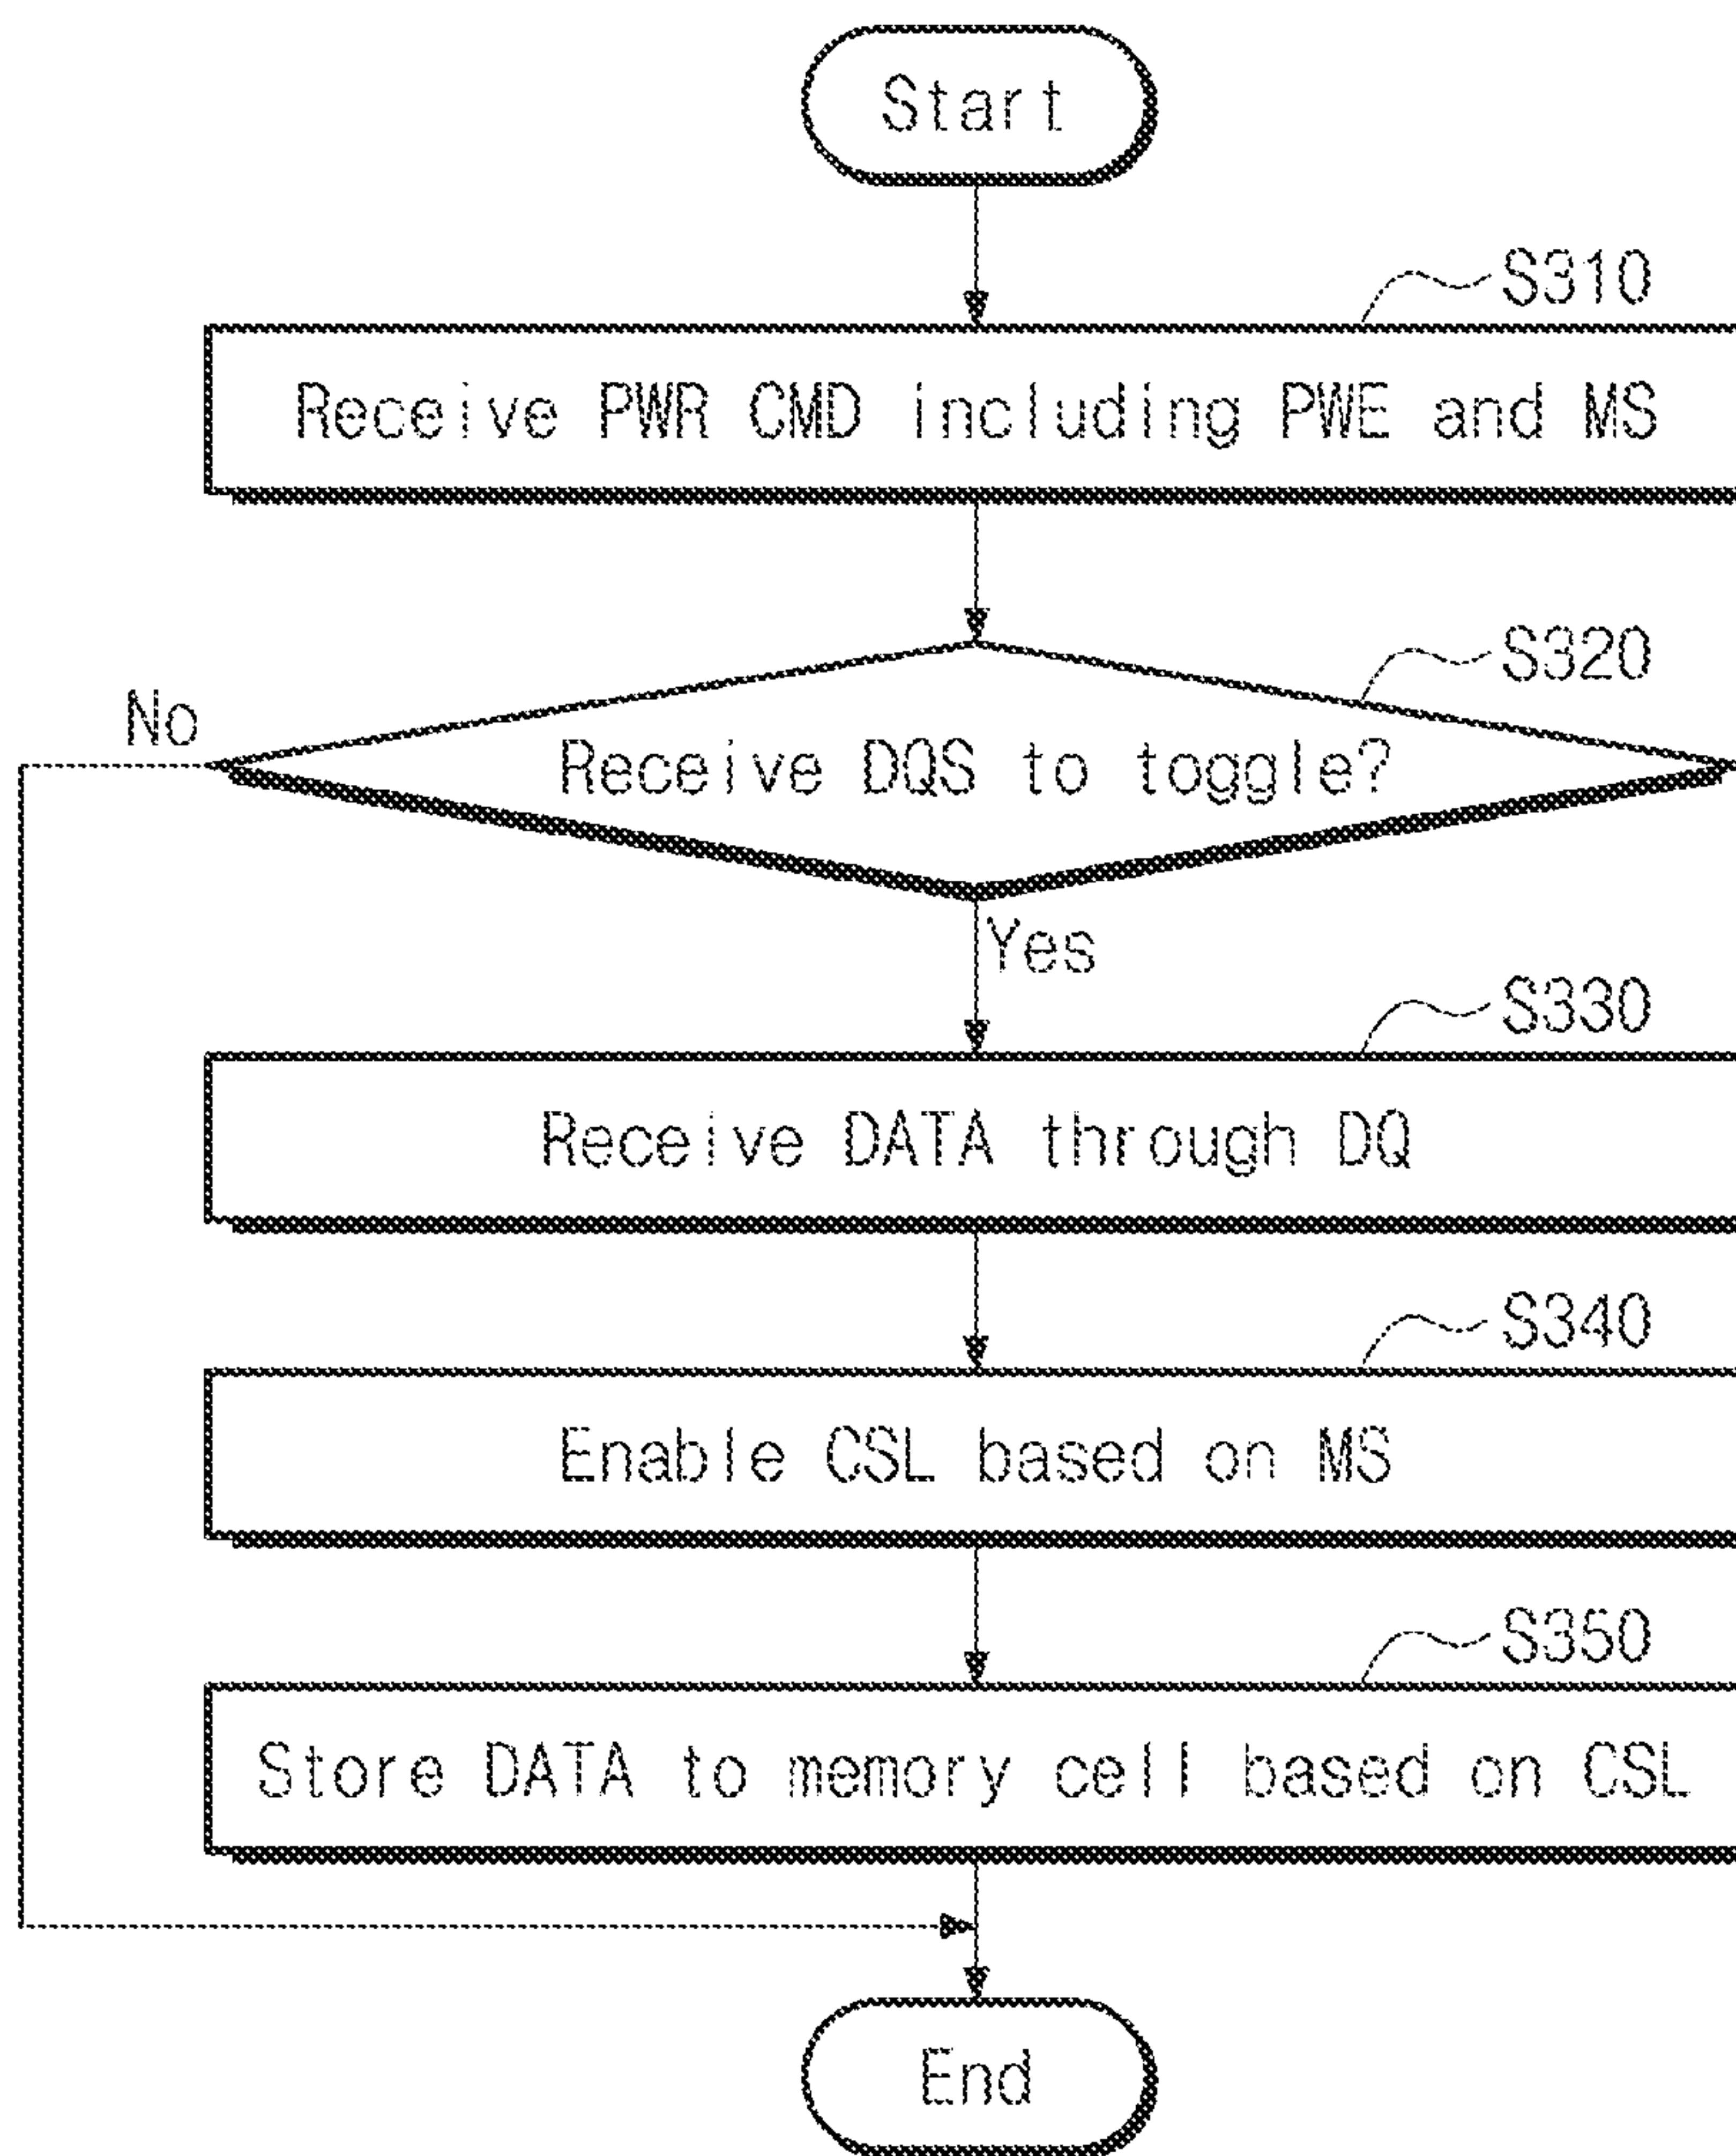 Start
S310
Receive PWR CMD including PWE and MS
S320
No
Receive DQS to toggle?
Yes
S330
Receive DATA through DQ
S340
Enable CSL based on MS
S350
Store DATA to memory cell based on CSL
End